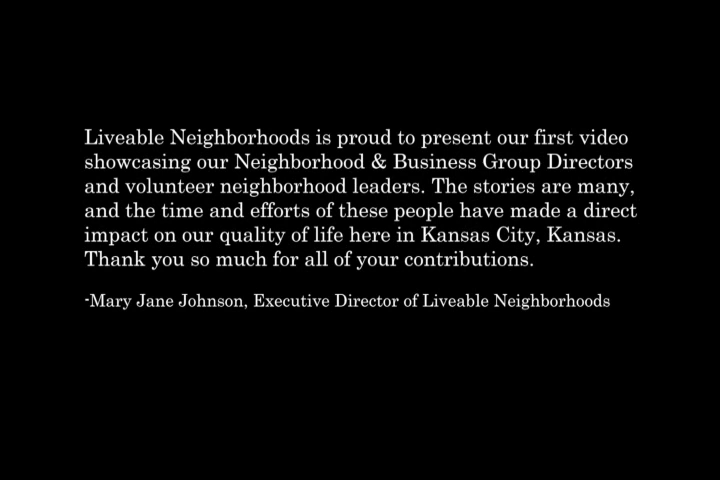 Liveable Neighborhoods is proud to present our first video
showcasing our Neighborhood & Business Group Directors
and volunteer neighborhood leaders. The stories are many,
and the time and efforts of these people have made a direct
impact on our quality of life here in Kansas City, Kansas.
Thank you so much for all of your contributions.
-Mary Jane Johnson, Executive Director of Liveable Neighborhoods